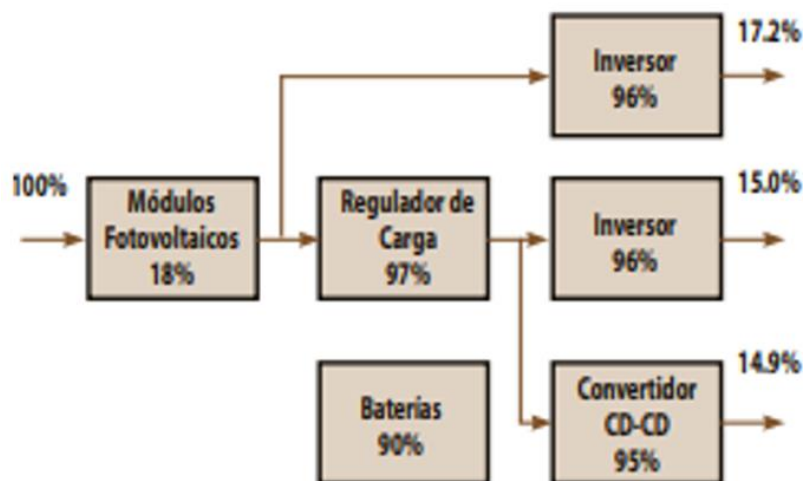 17.2%
Inversor
96%
100%
Módulos
Fotovoltaicos
18%
Regulador de
Carga
97%
15.0%
Inversor
96%
Baterías
90%
14.9%
Convertidor
CD-CD
95%